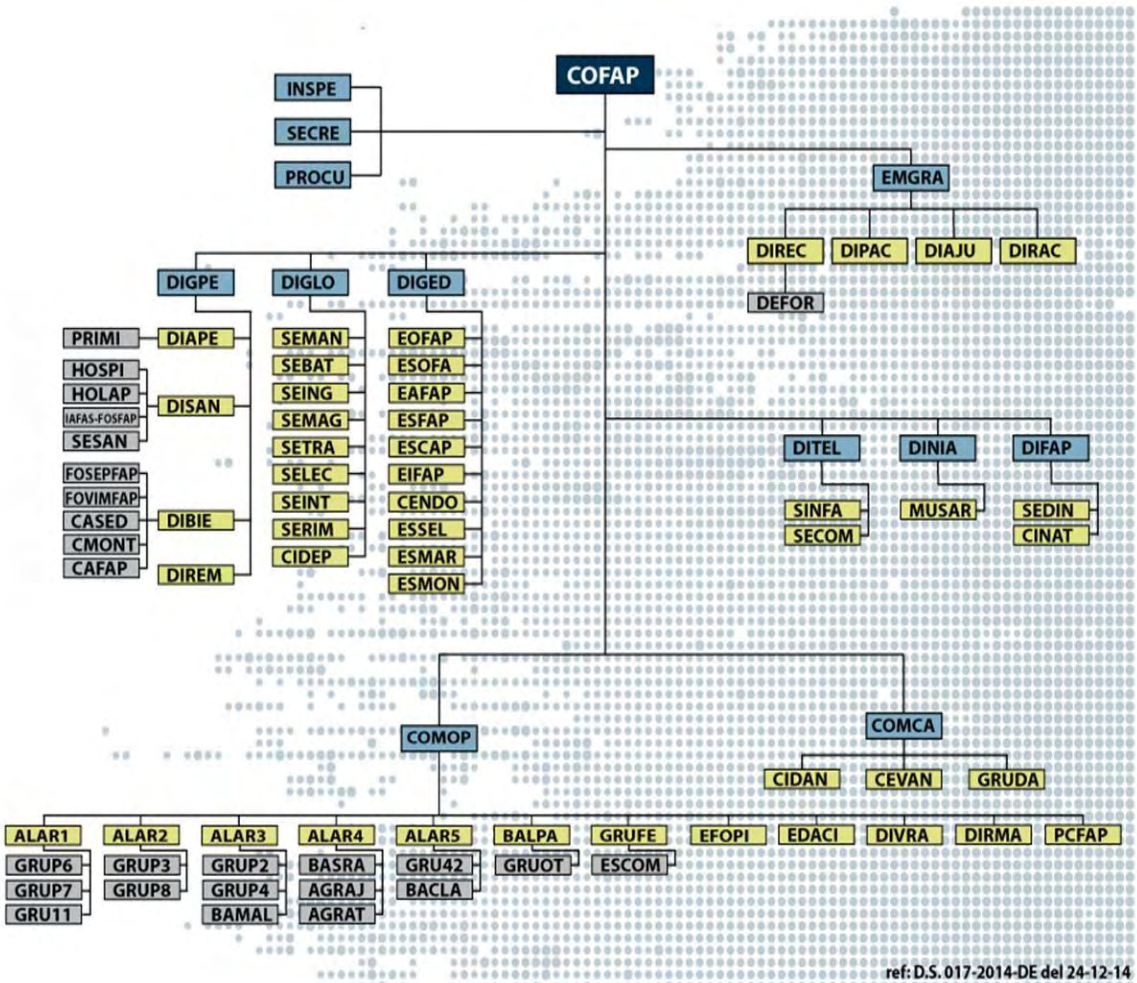 COFAP
INSPE
SECRE
PROCU
EMGRA
DIREC DIPAC DIAJU DIRAC
DEFOR
DIGPE DIGLO DIGED
PRIMI DIAPE
HOSPI
HOLAP
IAFAS-FOSFAP
SESAN
DISAN
FOSEPFAP
FOVIMFAP
CASED
CMONT
CAFAP
DIBIE
DIREM
SEMAN
SEBAT
SEING
SEMAG
SETRA
SELEC
SEINT
SERIM
CIDEP
EOFAP
ESOFA
EAFAP
ESFAP
ESCAP
EIFAP
CENDO
ESSEL
ESMAR
ESMON
DITEL DINIA DIFAP
SINFA
SECOM
MUSAR
SEDIN
CINAT
COMOP
COMCA
CIDAN CEVAN GRUDA
ALAR1 ALAR2 ALAR3 ALAR4 ALAR5 BALPA GRUFE EFOPI EDACI DIVRA DIRMA PCFAP
GRUP6 GRUP3 GRUP2 BASRA GRU42 GRUOT ESCOM
GRUP7 GRUP8 GRUP4 AGRAJ BACLA
GRU11 BAMAL AGRAT
ref: D.S. 017-2014-DE del 24-12-14